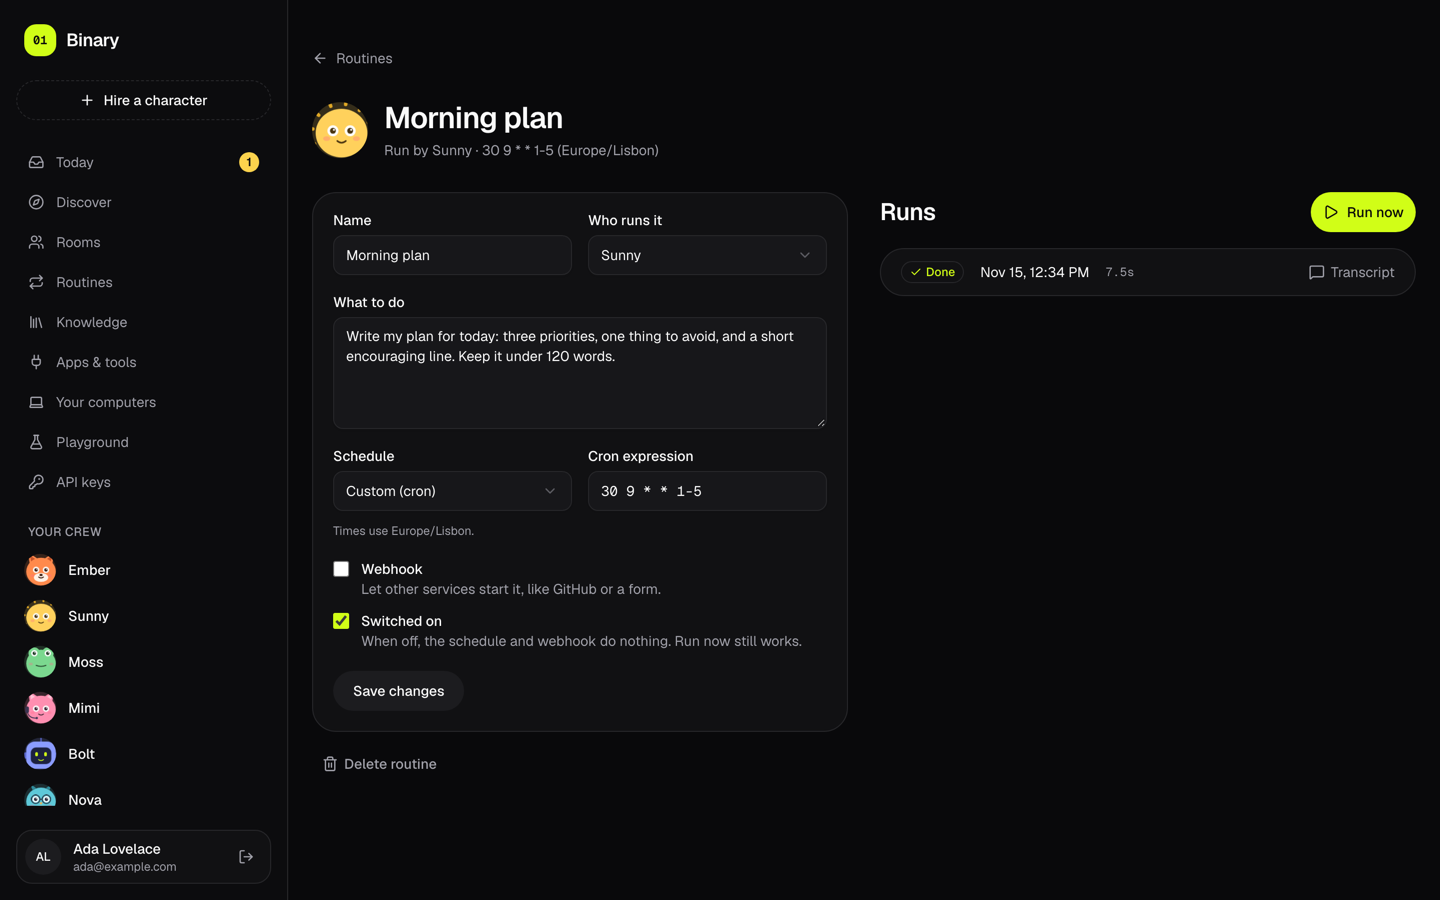 01 Binary
Hire a character
Today 1
Discover
Rooms
Routines
Knowledge
Apps & tools
Your computers
Playground
API keys
YOUR CREW
Ember
Sunny
Moss
Mimi
Bolt
Nova
AL Ada Lovelace
ada@example.com
Routines
Morning plan
Run by Sunny · 30 9 * * 1-5 (Europe/Lisbon)
Name
Morning plan
Who runs it
Sunny
What to do
Write my plan for today: three priorities, one thing to avoid, and a short
encouraging line. Keep it under 120 words.
Schedule
Custom (cron)
Cron expression
30 9 * * 1-5
Times use Europe/Lisbon.
Webhook
Let other services start it, like GitHub or a form.
Switched on
When off, the schedule and webhook do nothing. Run now still works.
Save changes
Delete routine
Runs
Run now
Done Nov 15, 12:34 PM 7.5s Transcript